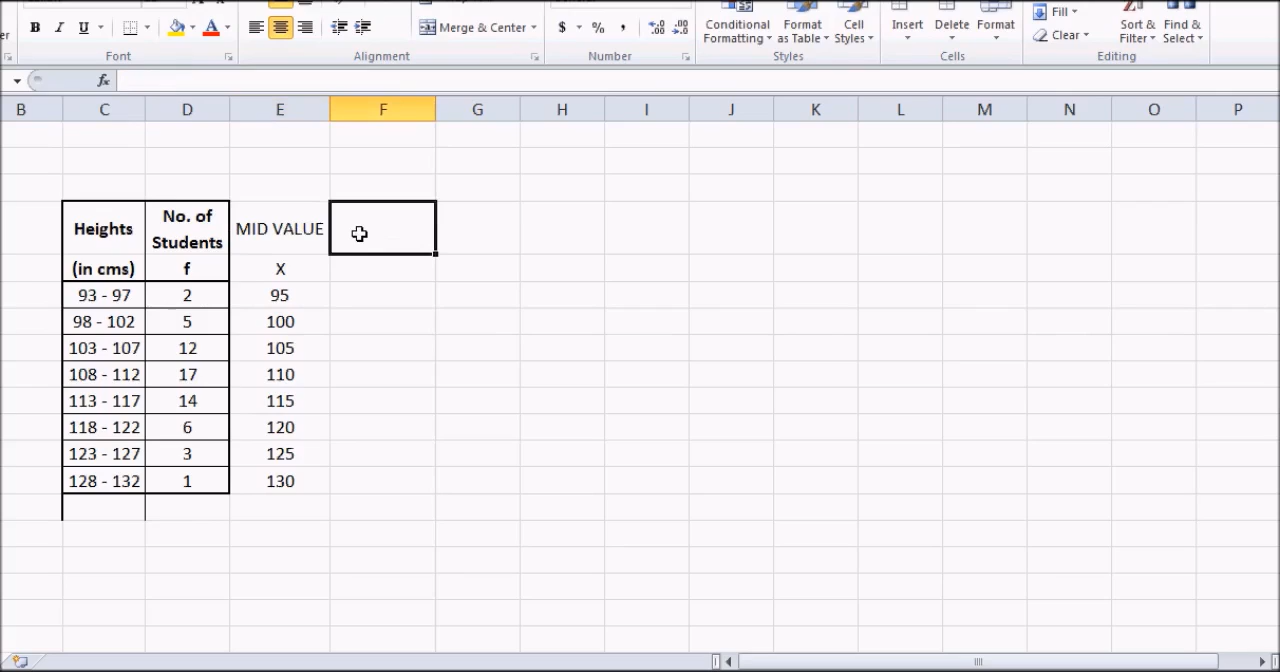 B I U A Merge & Center $ % , Conditional Formatting Format as Table Cell Styles Insert Delete Format Fill Clear Sort & Filter Find & Select
Font Alignment Number Styles Cells Editing
fx
B C D E F G H I J K L M N O P
Heights No. of Students MID VALUE
(in cms) f X
93 - 97 2 95
98 - 102 5 100
103 - 107 12 105
108 - 112 17 110
113 - 117 14 115
118 - 122 6 120
123 - 127 3 125
128 - 132 1 130